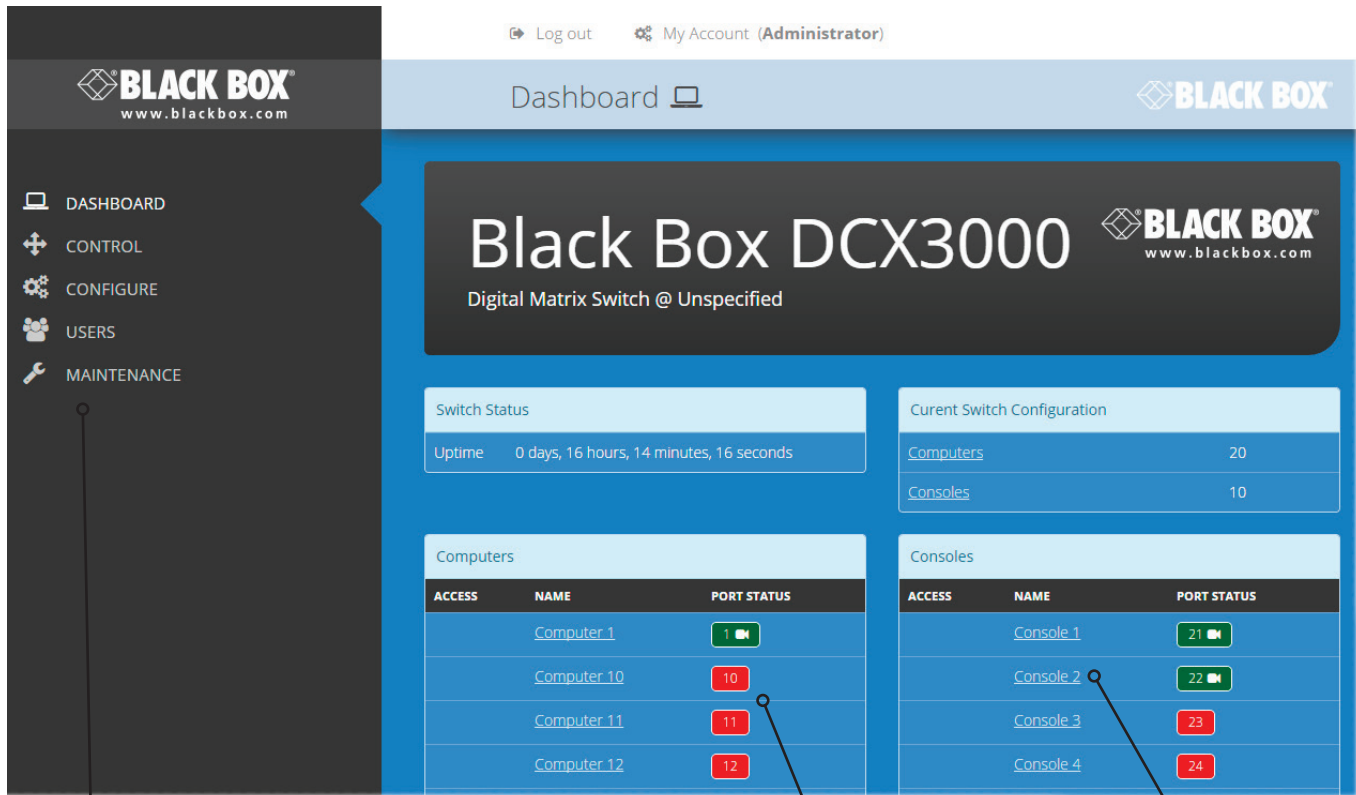 Log out My Account (Administrator)
BLACK BOX®
www.blackbox.com
Dashboard
BLACK BOX®
DASHBOARD
CONTROL
CONFIGURE
USERS
MAINTENANCE
Black Box DCX3000
BLACK BOX®
www.blackbox.com
Digital Matrix Switch @ Unspecified
Switch Status
Uptime 0 days, 16 hours, 14 minutes, 16 seconds
Curent Switch Configuration
Computers 20
Consoles 10
Computers
ACCESS NAME PORT STATUS
Computer 1 1
Computer 10 10
Computer 11 11
Computer 12 12
Consoles
ACCESS NAME PORT STATUS
Console 1 21
Console 2 22
Console 3 23
Console 4 24